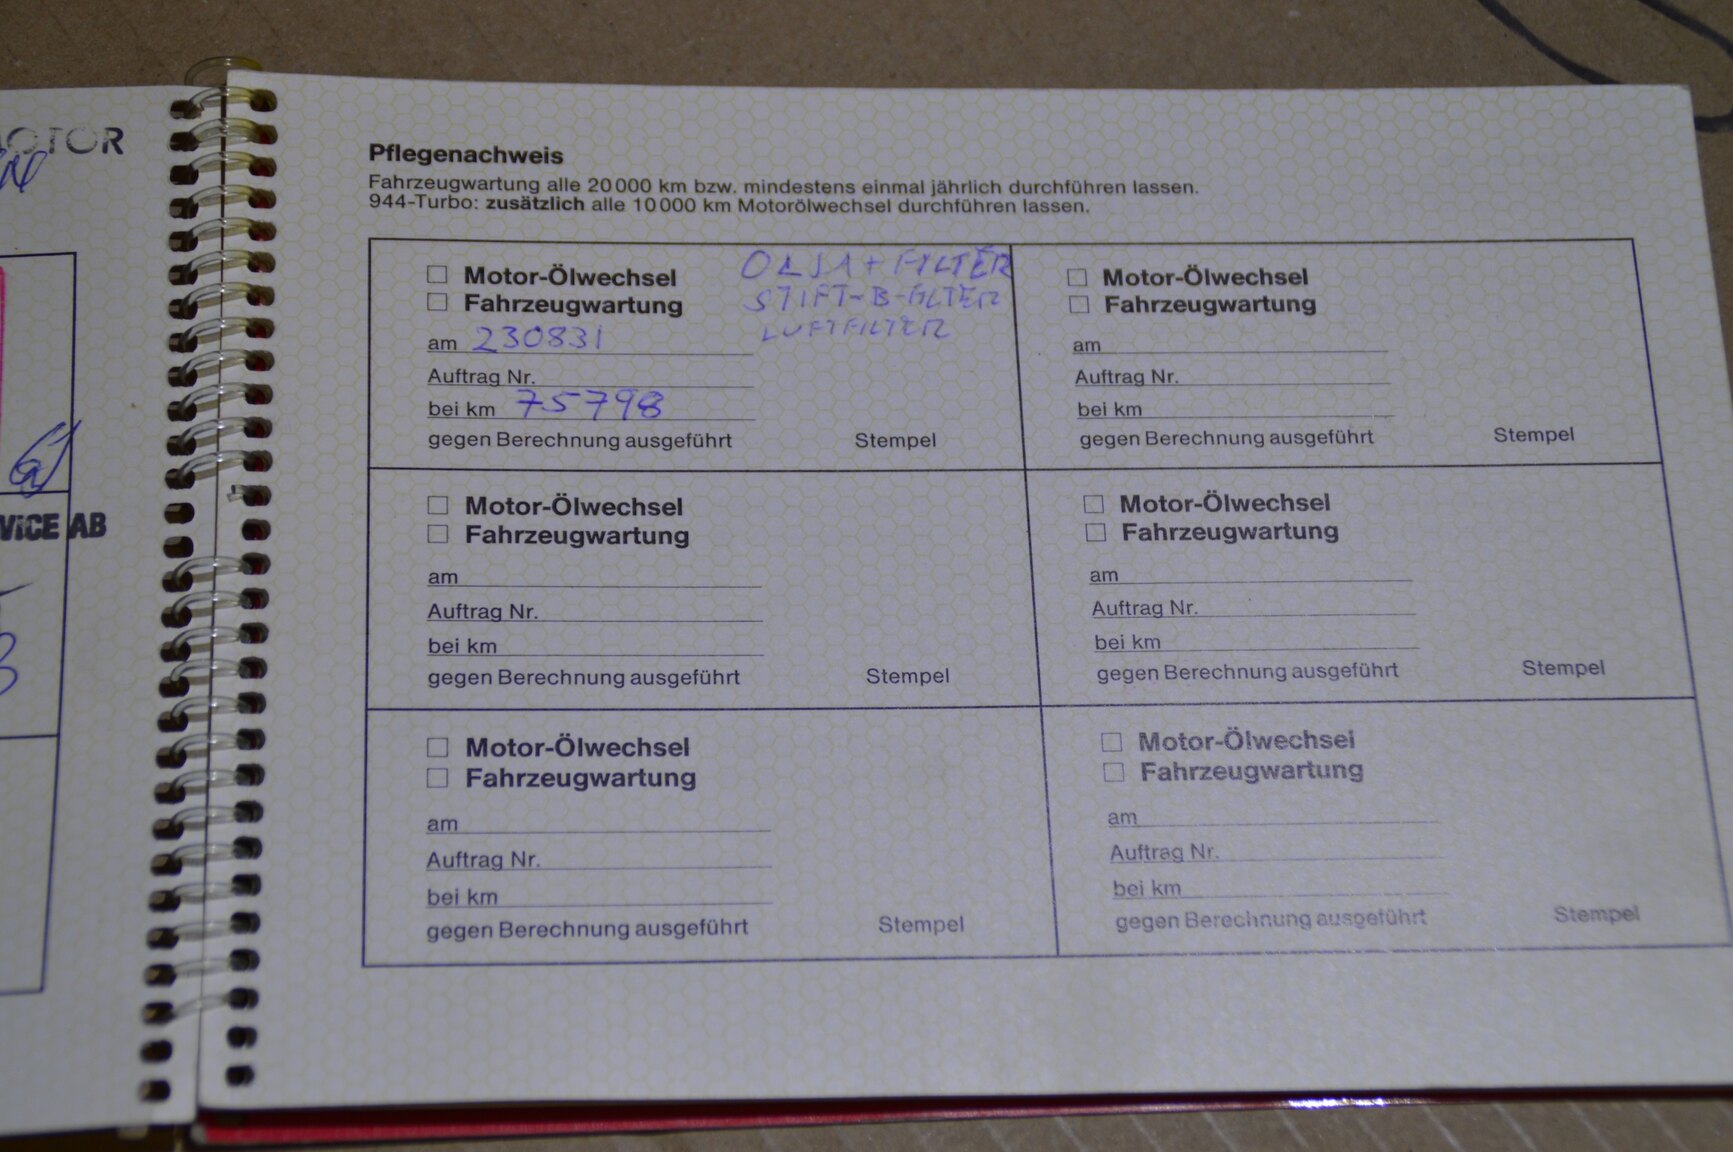 OTOR
VICE AB
Pflegenachweis
Fahrzeugwartung alle 20 000 km bzw. mindestens einmal jährlich durchführen lassen.
944-Turbo: zusätzlich alle 10 000 km Motorölwechsel durchführen lassen.
Motor-Ölwechsel
Fahrzeugwartung
OLJA + FILTER
STIFT-B-FILTER
LUFTFILTER
am 230831
Auftrag Nr.
bei km 75798
gegen Berechnung ausgeführt Stempel
Motor-Ölwechsel
Fahrzeugwartung
am
Auftrag Nr.
bei km
gegen Berechnung ausgeführt Stempel
Motor-Ölwechsel
Fahrzeugwartung
am
Auftrag Nr.
bei km
gegen Berechnung ausgeführt Stempel
Motor-Ölwechsel
Fahrzeugwartung
am
Auftrag Nr.
bei km
gegen Berechnung ausgeführt Stempel
Motor-Ölwechsel
Fahrzeugwartung
am
Auftrag Nr.
bei km
gegen Berechnung ausgeführt Stempel
Motor-Ölwechsel
Fahrzeugwartung
am
Auftrag Nr.
bei km
gegen Berechnung ausgeführt Stempel